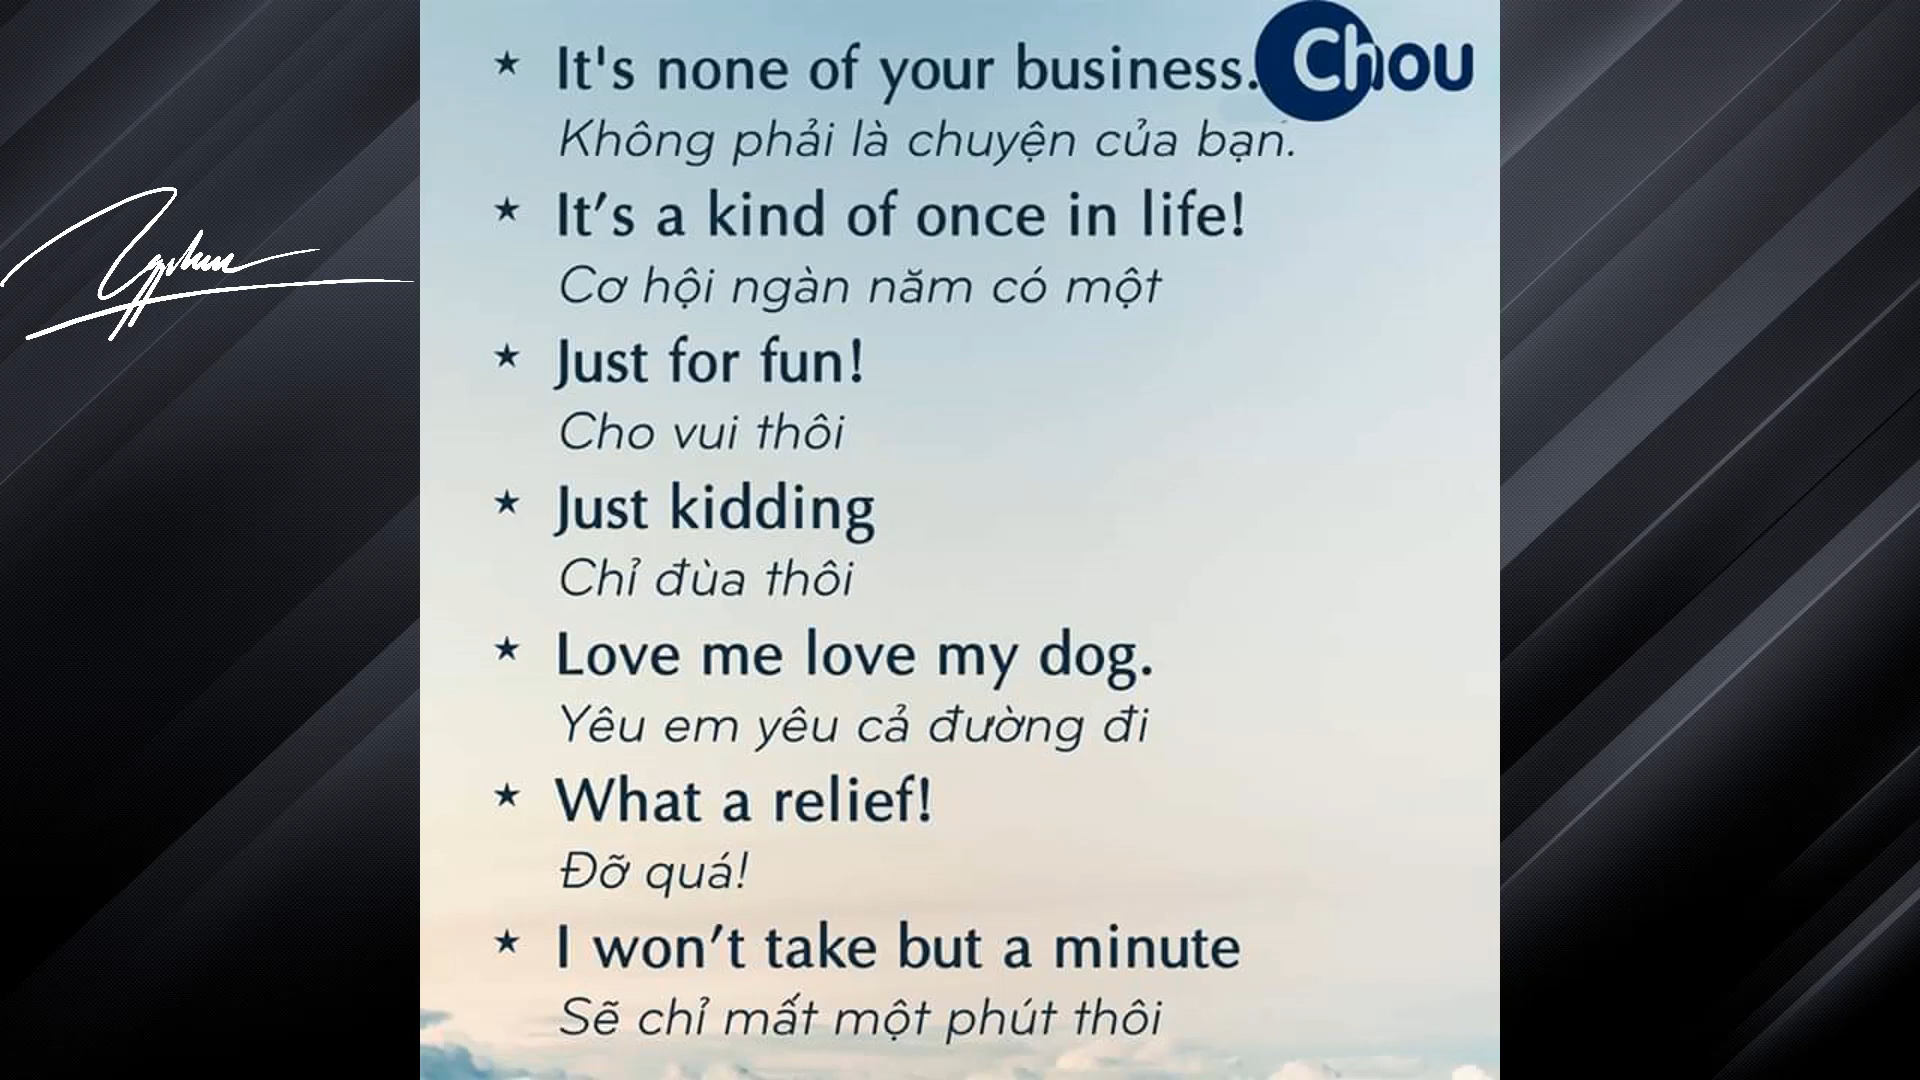 ★ It's none of your business.
Chou
Không phải là chuyện của bạn.
★ It’s a kind of once in life!
Cơ hội ngàn năm có một
★ Just for fun!
Cho vui thôi
★ Just kidding
Chỉ đùa thôi
★ Love me love my dog.
Yêu em yêu cả đường đi
★ What a relief!
Đỡ quá!
★ I won’t take but a minute
Sẽ chỉ mất một phút thôi